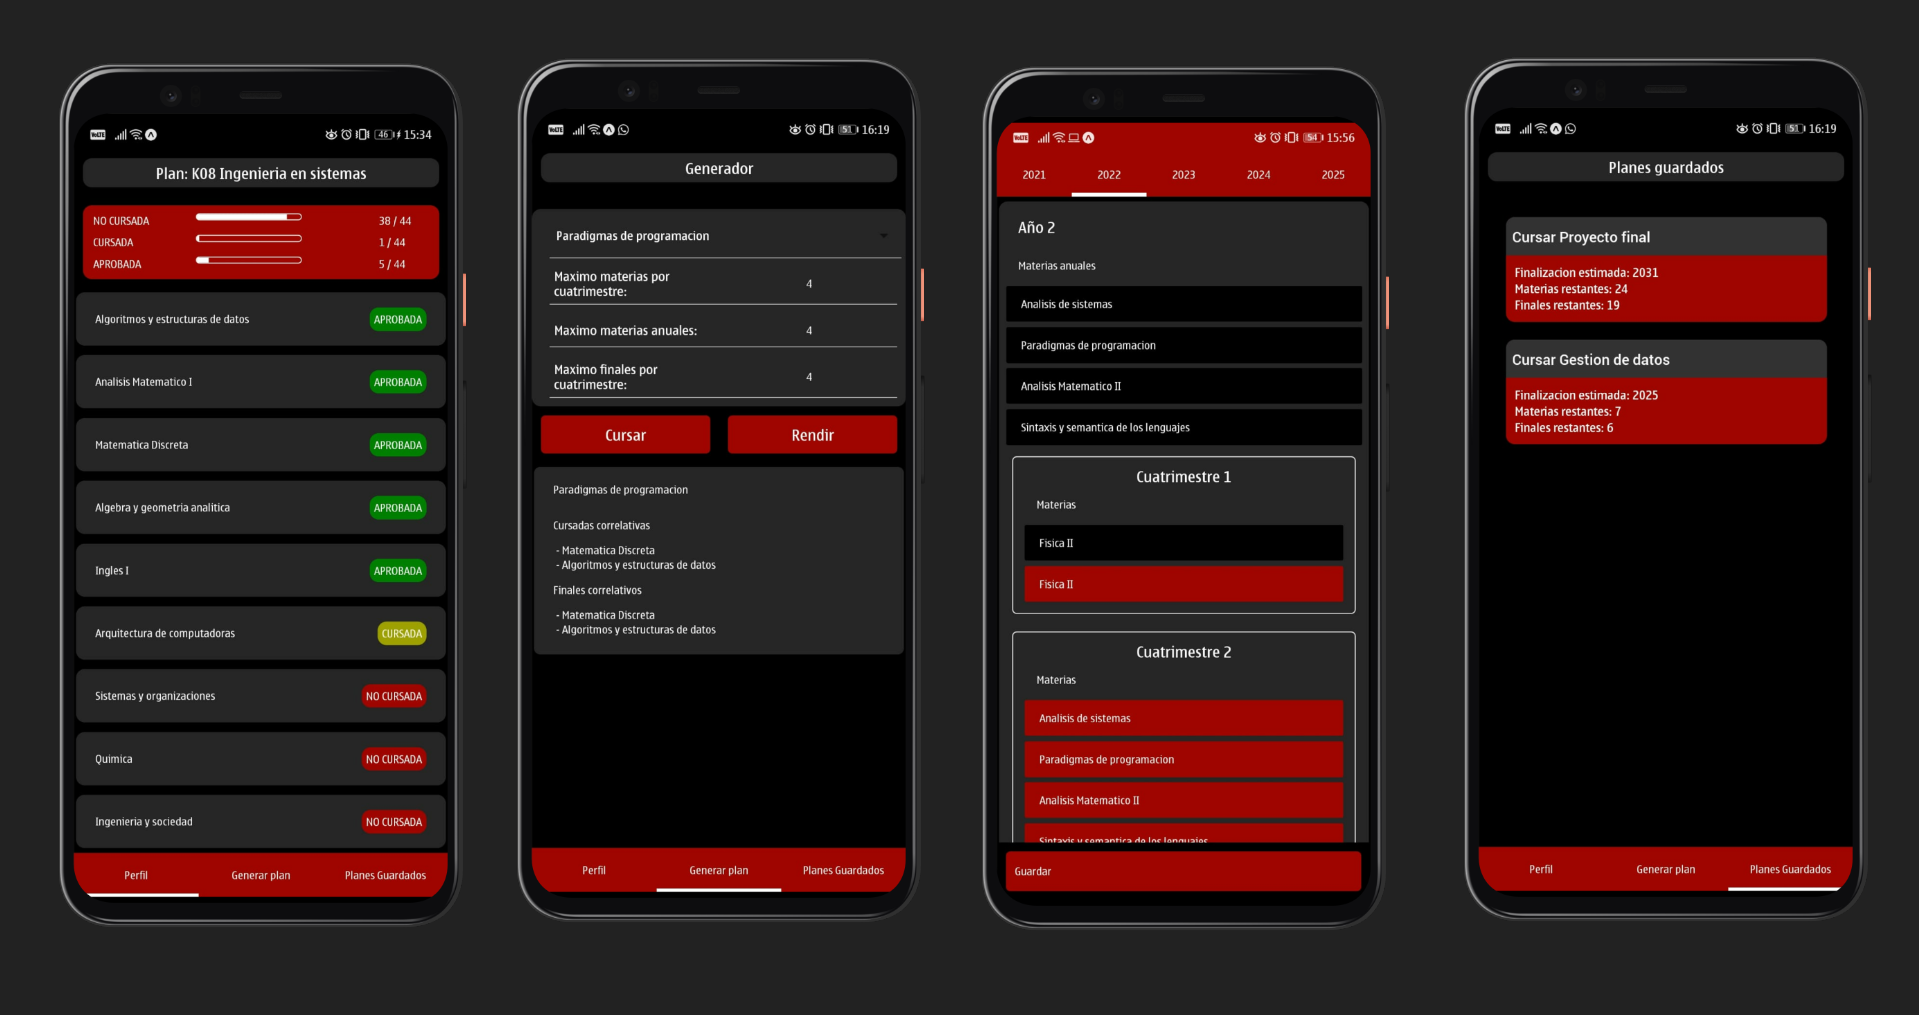 VoLTE 46 15:34
Plan: K08 Ingenieria en sistemas
NO CURSADA 38 / 44
CURSADA 1 / 44
APROBADA 5 / 44
Algoritmos y estructuras de datos APROBADA
Analisis Matematico I APROBADA
Matematica Discreta APROBADA
Algebra y geometria analitica APROBADA
Ingles I APROBADA
Arquitectura de computadoras CURSADA
Sistemas y organizaciones NO CURSADA
Quimica NO CURSADA
Ingenieria y sociedad NO CURSADA
Perfil Generar plan Planes Guardados
VoLTE 51 16:19
Generador
Paradigmas de programacion
Maximo materias por
cuatrimestre: 4
Maximo materias anuales: 4
Maximo finales por
cuatrimestre: 4
Cursar Rendir
Paradigmas de programacion
Cursadas correlativas
- Matematica Discreta
- Algoritmos y estructuras de datos
Finales correlativos
- Matematica Discreta
- Algoritmos y estructuras de datos
Perfil Generar plan Planes Guardados
VoLTE 54 15:56
2021 2022 2023 2024 2025
Año 2
Materias anuales
Analisis de sistemas
Paradigmas de programacion
Analisis Matematico II
Sintaxis y semantica de los lenguajes
Cuatrimestre 1
Materias
Fisica II
Fisica II
Cuatrimestre 2
Materias
Analisis de sistemas
Paradigmas de programacion
Analisis Matematico II
Sintaxis y semantica de los lenguajes
Guardar
VoLTE 51 16:19
Planes guardados
Cursar Proyecto final
Finalizacion estimada: 2031
Materias restantes: 24
Finales restantes: 19
Cursar Gestion de datos
Finalizacion estimada: 2025
Materias restantes: 7
Finales restantes: 6
Perfil Generar plan Planes Guardados